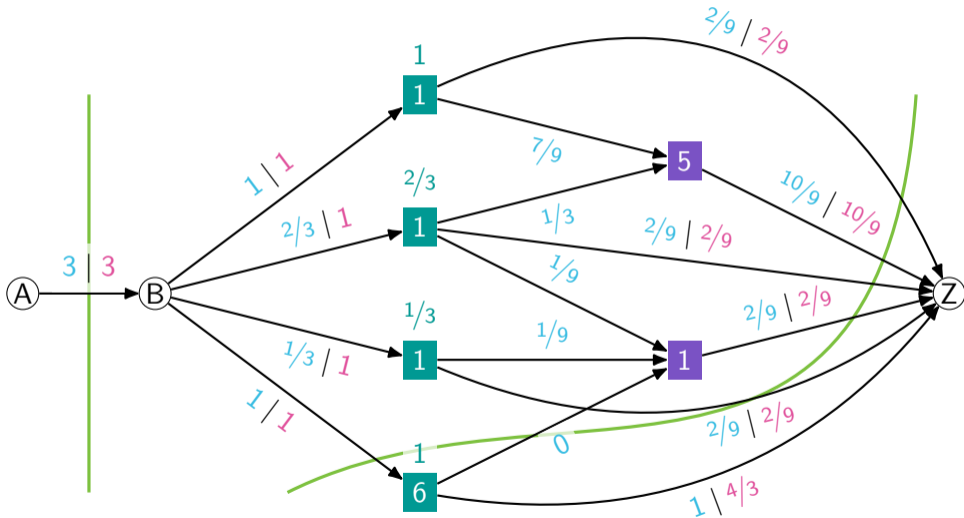 2/9 | 2/9
1
1
7/9
5
1 | 1
2/3
10/9 | 10/9
2/3 | 1
1
1/3
2/9 | 2/9
3 | 3
1/9
A
B
Z
1/3
1/9
2/9 | 2/9
1/3 | 1
1
1
1 | 1
2/9 | 2/9
1
0
6
1 | 4/3